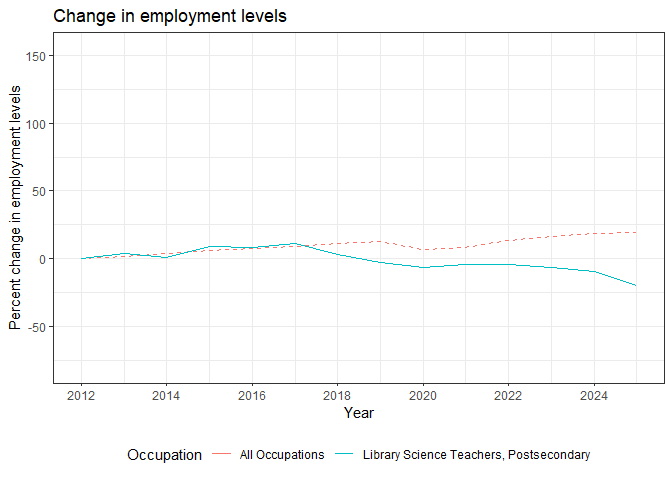 Change in employment levels
Percent change in employment levels
150
100
50
0
-50
2012 2014 2016 2018 2020 2022 2024
Year
Occupation All Occupations Library Science Teachers, Postsecondary